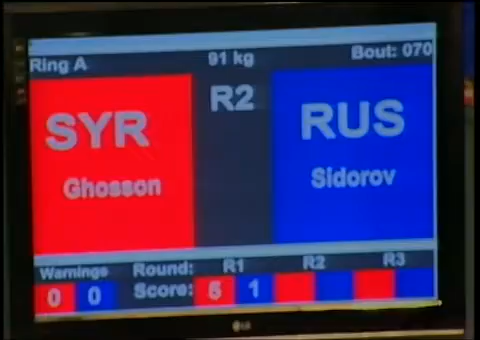 Ring A 91 kg Bout: 070
R2
SYR RUS
Ghosson Sidorov
Warnings Round: R1 R2 R3
0 0 Score: 5 1
LG